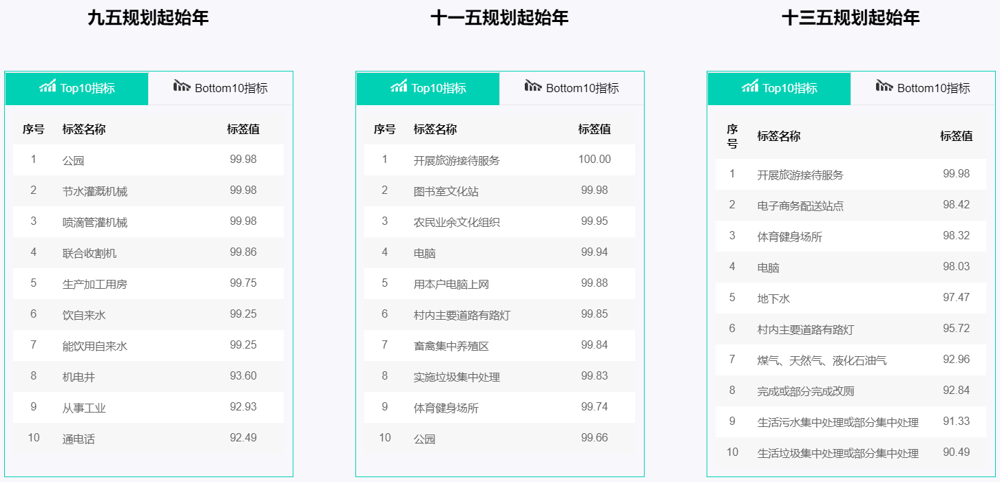 九五规划起始年
Top10指标 Bottom10指标
序号 标签名称 标签值
1 公园 99.98
2 节水灌溉机械 99.98
3 喷滴管灌机械 99.98
4 联合收割机 99.86
5 生产加工用房 99.75
6 饮自来水 99.25
7 能饮用自来水 99.25
8 机电井 93.60
9 从事工业 92.93
10 通电话 92.49
十一五规划起始年
Top10指标 Bottom10指标
序号 标签名称 标签值
1 开展旅游接待服务 100.00
2 图书室文化站 99.98
3 农民业余文化组织 99.95
4 电脑 99.94
5 用本户电脑上网 99.88
6 村内主要道路有路灯 99.85
7 畜禽集中养殖区 99.84
8 实施垃圾集中处理 99.83
9 体育健身场所 99.74
10 公园 99.66
十三五规划起始年
Top10指标 Bottom10指标
序号 标签名称 标签值
1 开展旅游接待服务 99.98
2 电子商务配送站点 98.42
3 体育健身场所 98.32
4 电脑 98.03
5 地下水 97.47
6 村内主要道路有路灯 95.72
7 煤气、天然气、液化石油气 92.96
8 完成或部分完成改厕 92.84
9 生活污水集中处理或部分集中处理 91.33
10 生活垃圾集中处理或部分集中处理 90.49